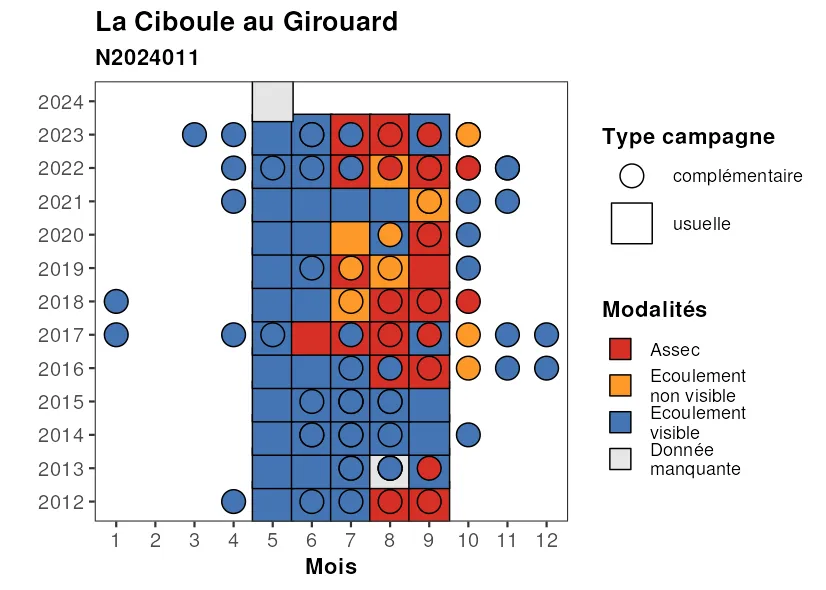 La Ciboule au Girouard
N2024011
2024
2023
2022
2021
2020
2019
2018
2017
2016
2015
2014
2013
2012
1 2 3 4 5 6 7 8 9 10 11 12
Mois
Type campagne
complémentaire
usuelle
Modalités
Assec
Ecoulement
non visible
Ecoulement
visible
Donnée
manquante